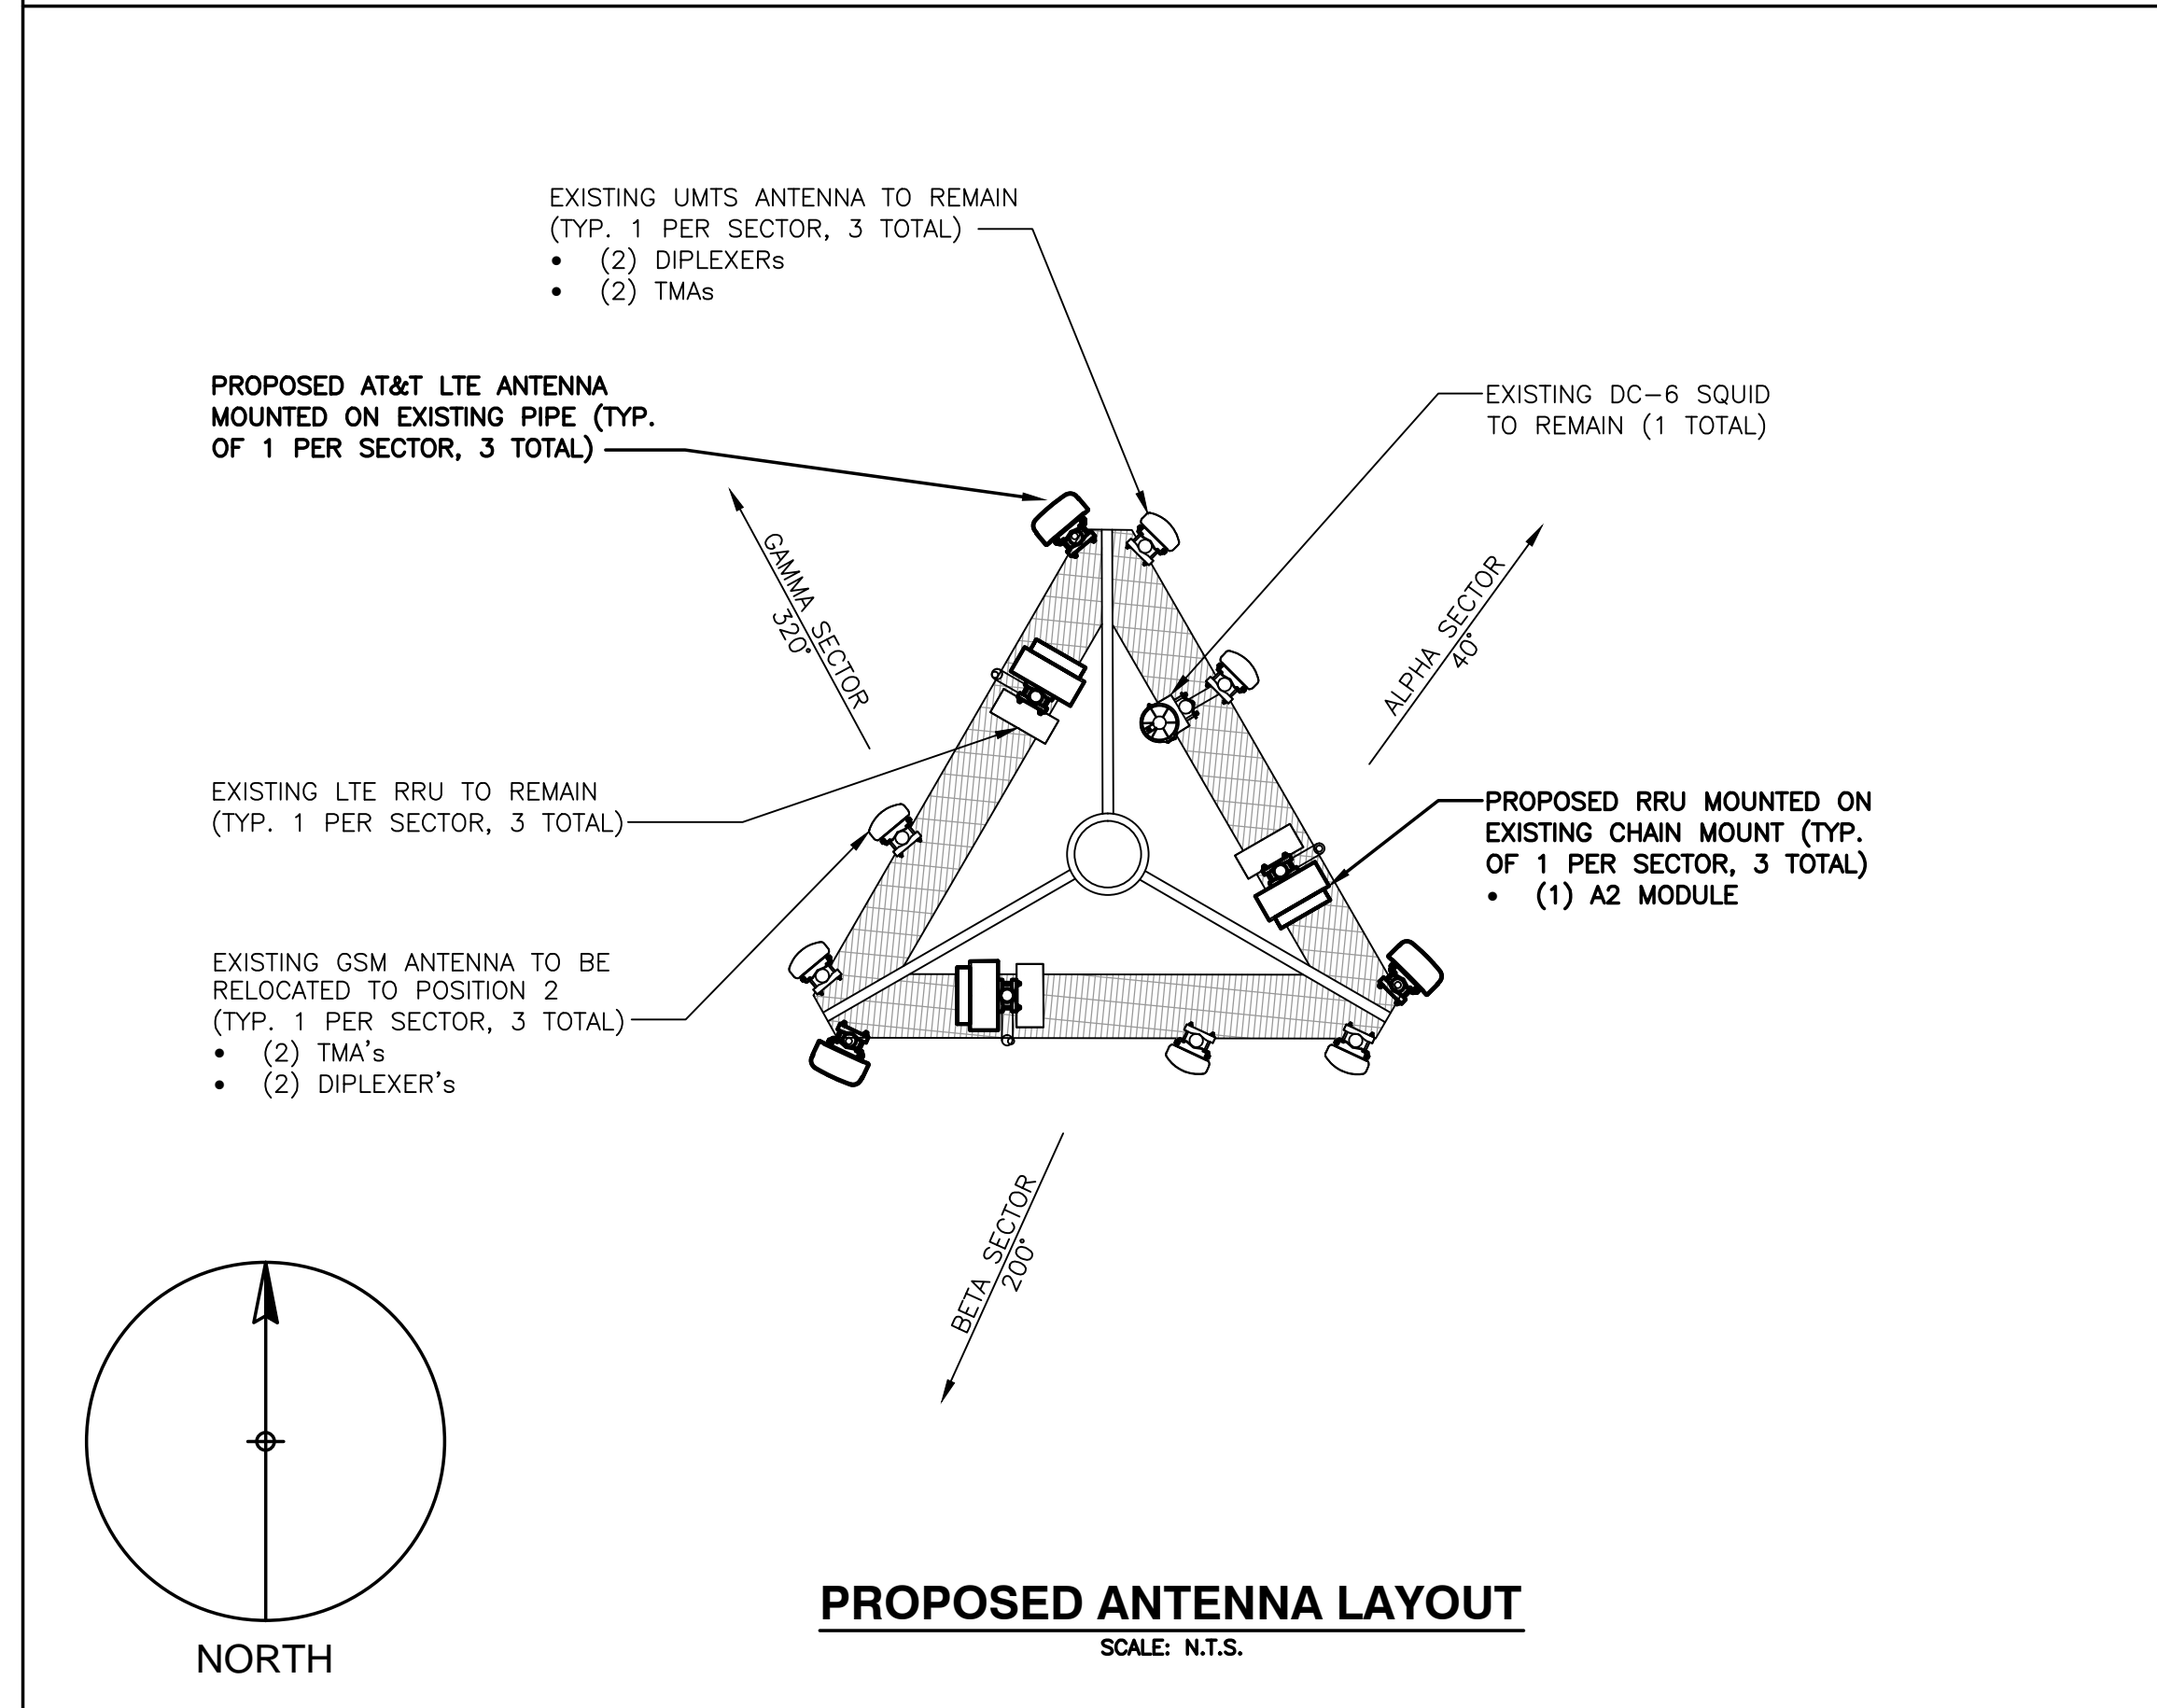 EXISTING UMTS ANTENNA TO REMAIN
(TYP. 1 PER SECTOR, 3 TOTAL)
• (2) DIPLEXERs
• (2) TMAs
PROPOSED AT&T LTE ANTENNA
MOUNTED ON EXISTING PIPE (TYP.
OF 1 PER SECTOR, 3 TOTAL)
EXISTING DC-6 SQUID
TO REMAIN (1 TOTAL)
GAMMA SECTOR
320°
ALPHA SECTOR
40°
EXISTING LTE RRU TO REMAIN
(TYP. 1 PER SECTOR, 3 TOTAL)
PROPOSED RRU MOUNTED ON
EXISTING CHAIN MOUNT (TYP.
OF 1 PER SECTOR, 3 TOTAL)
• (1) A2 MODULE
EXISTING GSM ANTENNA TO BE
RELOCATED TO POSITION 2
(TYP. 1 PER SECTOR, 3 TOTAL)
• (2) TMA's
• (2) DIPLEXER's
BETA SECTOR
200°
NORTH
PROPOSED ANTENNA LAYOUT
SCALE: N.T.S.